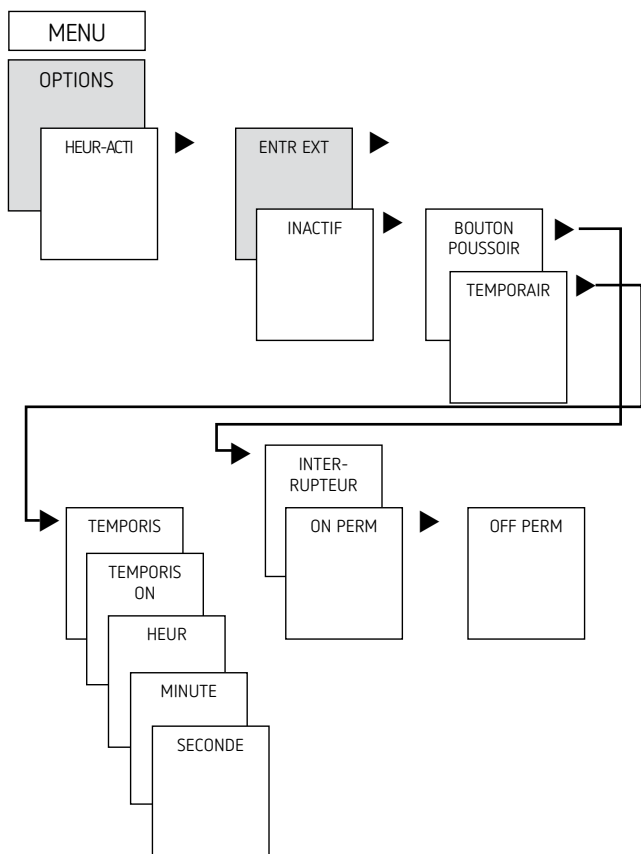 MENU
OPTIONS
HEUR-ACTI
ENTR EXT
INACTIF
BOUTON
POUSSOIR
TEMPORAIR
INTER-
RUPTEUR
ON PERM
OFF PERM
TEMPORIS
TEMPORIS
ON
HEUR
MINUTE
SECONDE